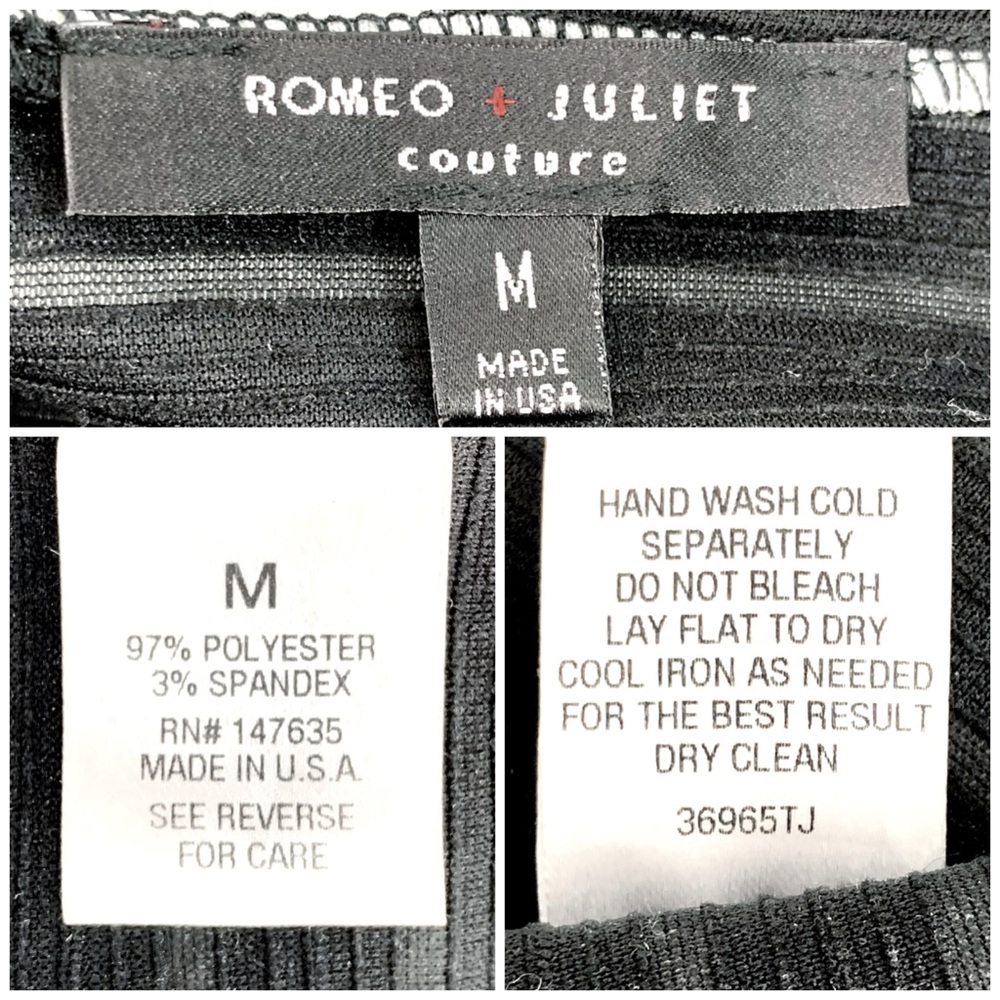 ROMEO + JULIET
couture
M
MADE
IN USA
M
97% POLYESTER
3% SPANDEX
RN# 147635
MADE IN U.S.A.
SEE REVERSE
FOR CARE
HAND WASH COLD
SEPARATELY
DO NOT BLEACH
LAY FLAT TO DRY
COOL IRON AS NEEDED
FOR THE BEST RESULT
DRY CLEAN
36965TJ